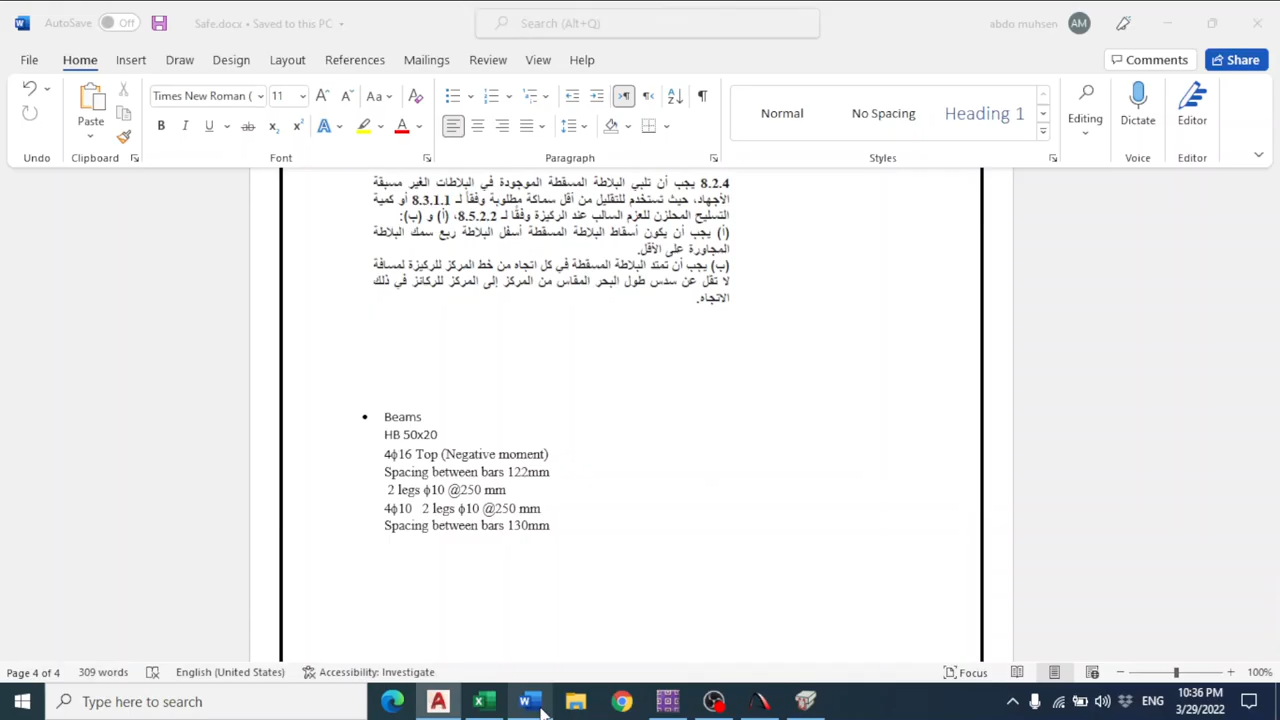 AutoSave Off Safe.docx • Saved to this PC Search (Alt+Q) abdo muhsen AM
File Home Insert Draw Design Layout References Mailings Review View Help Comments Share
Times New Roman ( 11 Aa
Paste Normal No Spacing Heading 1 Editing Dictate Editor
Undo Clipboard Font Paragraph Styles Voice Editor
8.2.4 يجب أن تلبي البلاطة المسقطة الموجودة في البلاطات الغير مسبقة
الأجهاد، حيث تستخدم للتقليل من أقل سماكة مطلوبة وفقاً لـ 8.3.1.1 أو كمية
التسليح المحلزن للعزم السالب عند الركيزة وفقًا لـ 8.5.2.2، (أ) و (ب):
(أ) يجب أن يكون أسقاط البلاطة المسقطة أسفل البلاطة ربع سمك البلاطة
المجاورة على الأقل.
(ب) يجب أن تمتد البلاطة المسقطة في كل اتجاه من خط المركز للركيزة لمسافة
لا تقل عن سدس طول البحر المقاس من المركز إلى المركز للركائز في ذلك
الاتجاه.
• Beams
HB 50x20
4ϕ16 Top (Negative moment)
Spacing between bars 122mm
2 legs ϕ10 @250 mm
4ϕ10 2 legs ϕ10 @250 mm
Spacing between bars 130mm
Page 4 of 4 309 words English (United States) Accessibility: Investigate Focus 100%
Type here to search ENG 10:36 PM
3/29/2022